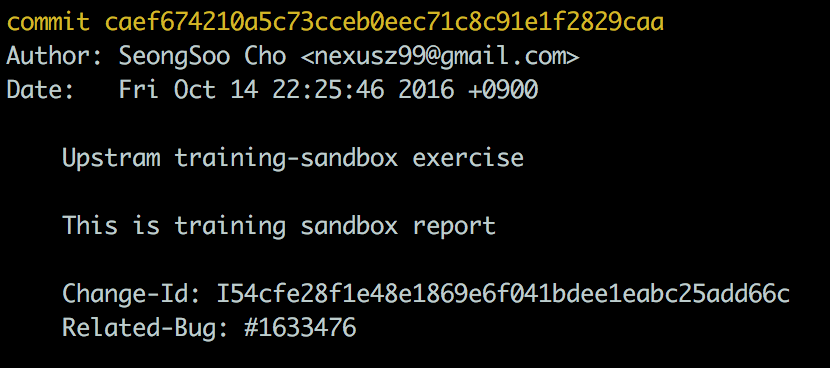 commit caef674210a5c73cceb0eec71c8c91e1f2829caa
Author: SeongSoo Cho <nexusz99@gmail.com>
Date:   Fri Oct 14 22:25:46 2016 +0900
Upstram training-sandbox exercise
This is training sandbox report
Change-Id: I54cfe28f1e48e1869e6f041bdee1eabc25add66c
Related-Bug: #1633476